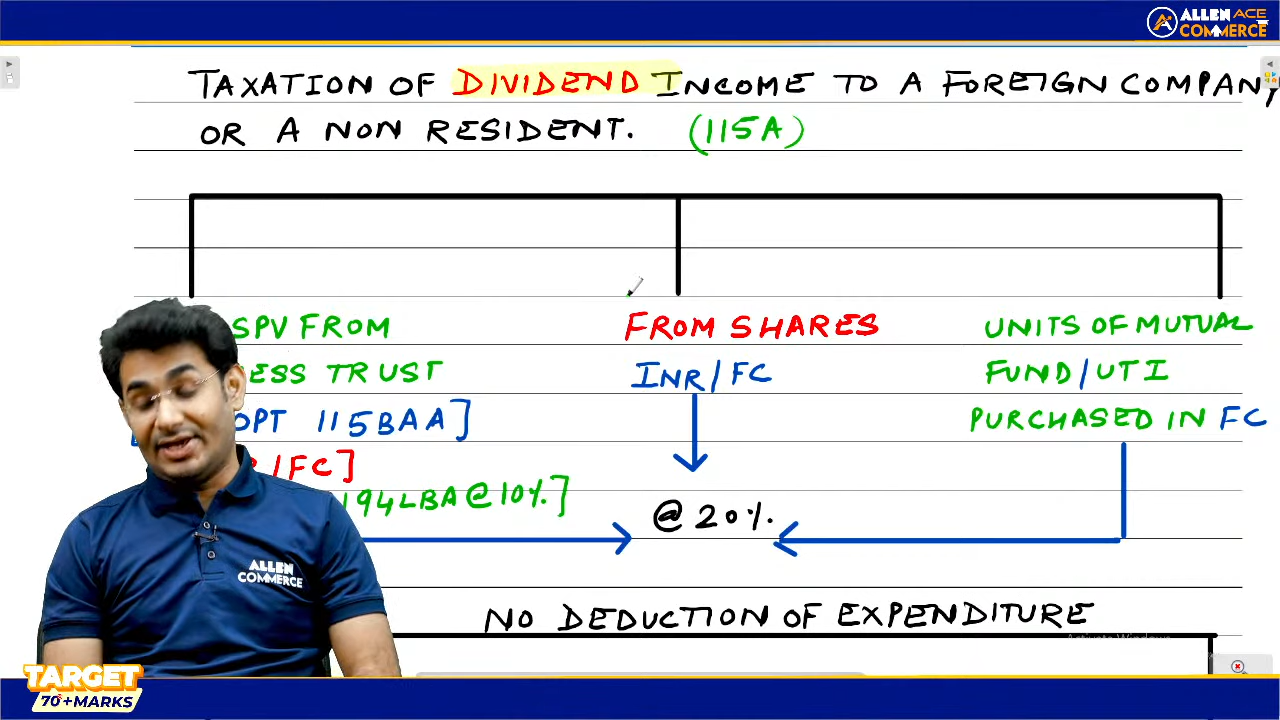 ALLEN ACE
COMMERCE
TAXATION OF DIVIDEND INCOME TO A FOREIGN COMPANY
OR A NON RESIDENT. (115A)
SPV FROM
ESS TRUST
OPT 115BAA]
/FC]
194LBA@10%]
FROM SHARES
INR/FC
@20%.
UNITS OF MUTUAL
FUND/UTI
PURCHASED IN FC
NO DEDUCTION OF EXPENDITURE
Activate Windows
ALLEN
COMMERCE
TARGET
70+MARKS